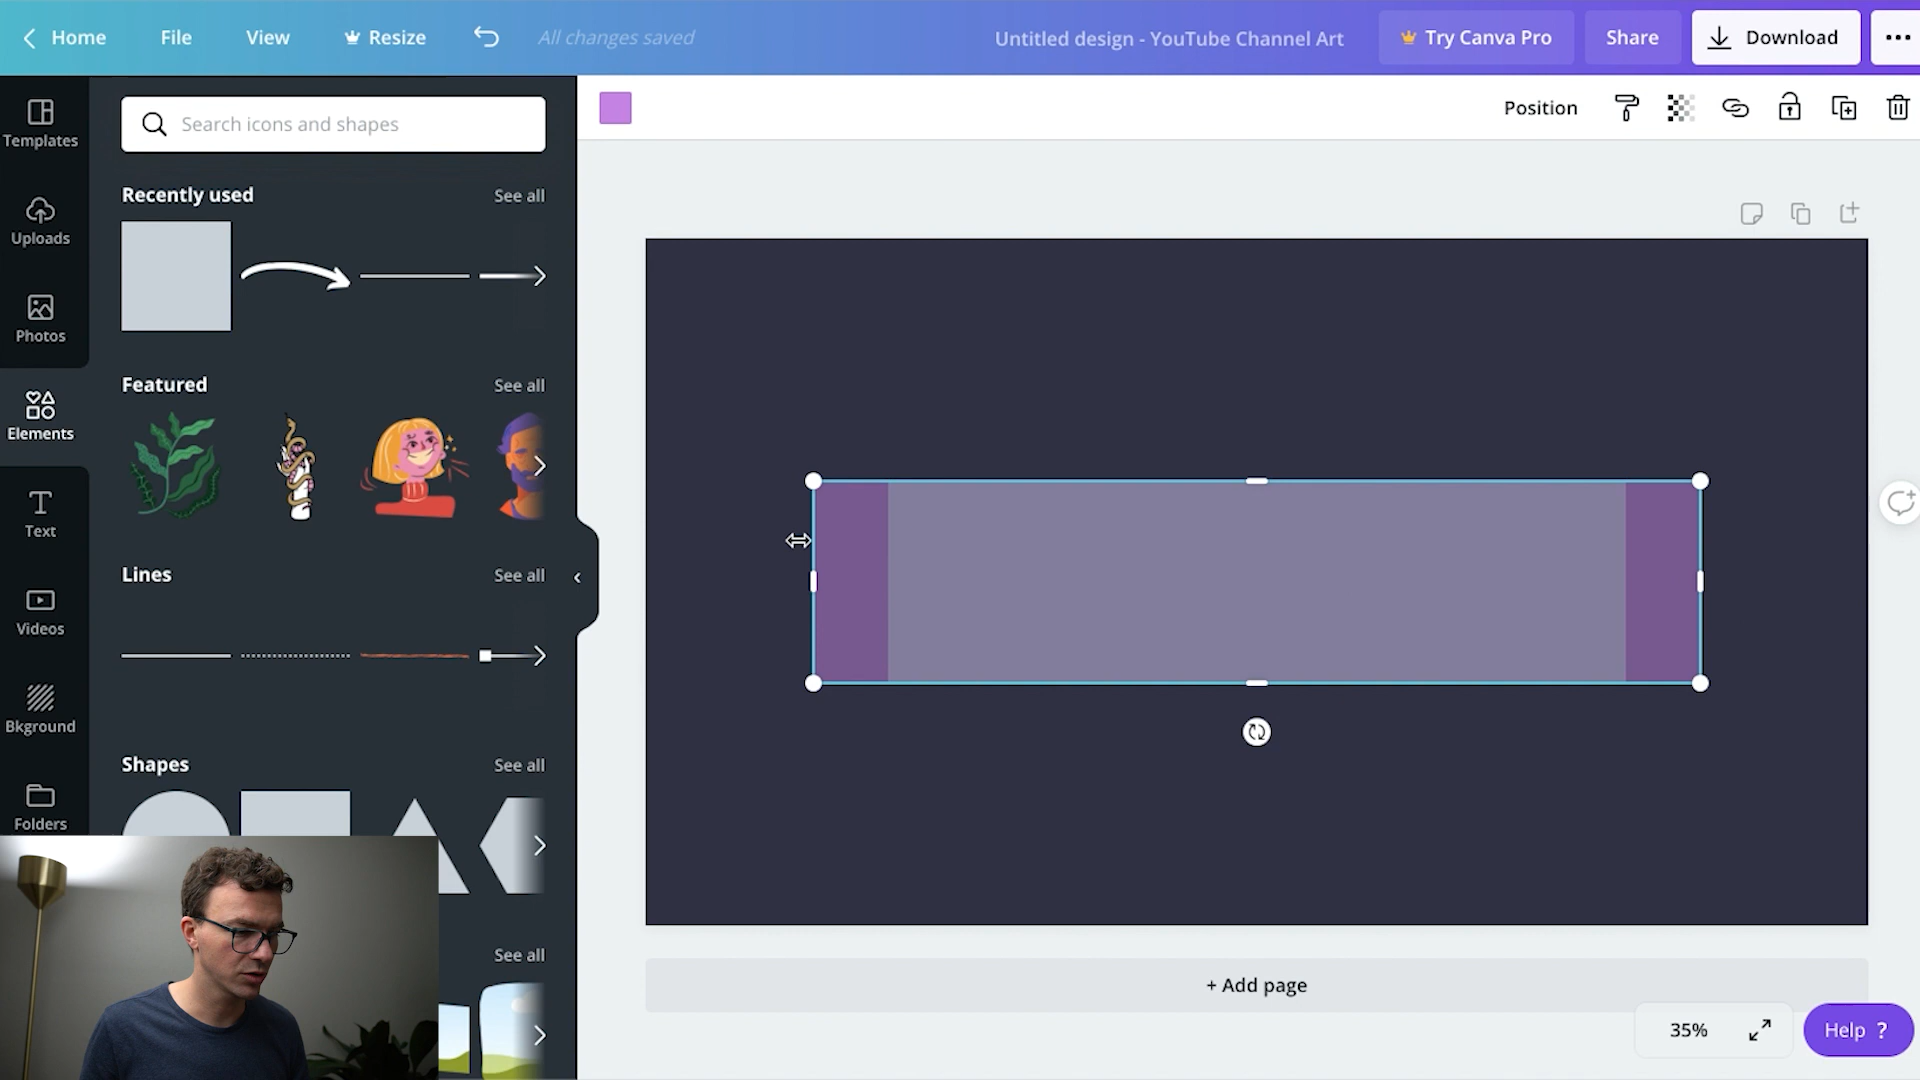 Home
File
View
Resize
All changes saved
Untitled design - YouTube Channel Art
Try Canva Pro
Share
Download
Templates
Uploads
Photos
Elements
Text
Videos
Bkground
Folders
Search icons and shapes
Recently used
See all
Featured
See all
Lines
See all
Shapes
See all
See all
Position
+ Add page
35%
Help ?